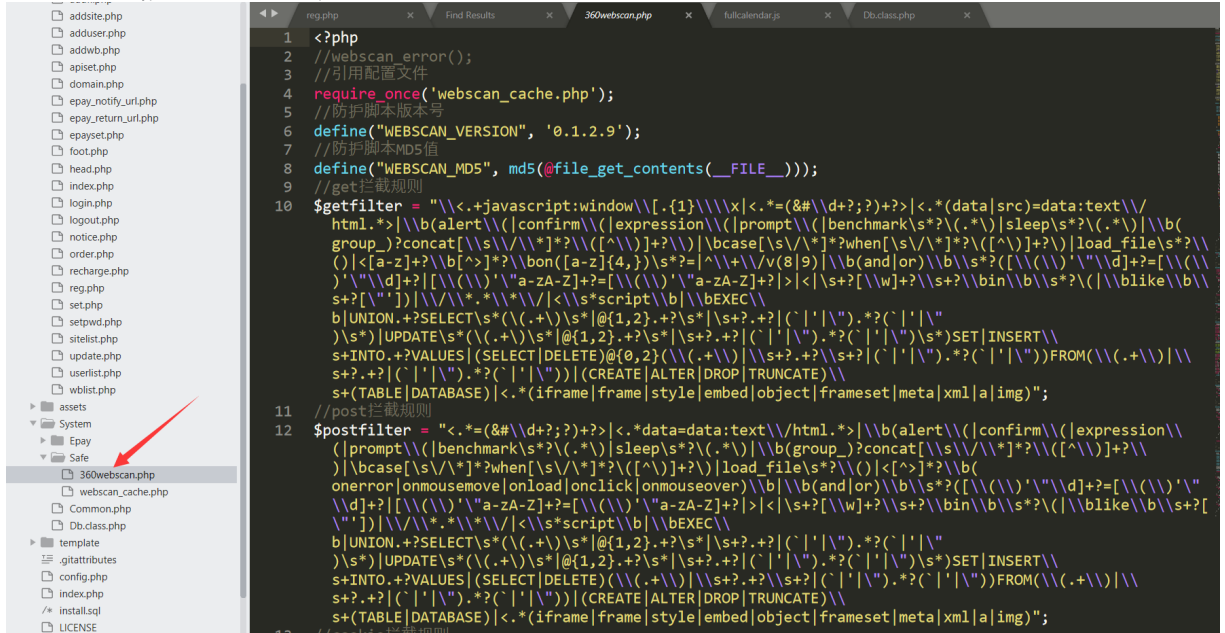 addsite.php
adduser.php
addwb.php
apiset.php
domain.php
epay_notify_url.php
epay_return_url.php
epayset.php
foot.php
head.php
index.php
login.php
logout.php
notice.php
order.php
recharge.php
reg.php
set.php
setpwd.php
sitelist.php
update.php
userlist.php
wblist.php
assets
System
Epay
Safe
360webscan.php
webscan_cache.php
Common.php
Db.class.php
template
.gitattributes
config.php
index.php
/* install.sql
LICENSE
reg.php × Find Results × 360webscan.php × fullcalendar.js × Db.class.php ×
1 <?php
2 //webscan_error();
3 //引用配置文件
4 require_once('webscan_cache.php');
5 //防护脚本版本号
6 define("WEBSCAN_VERSION", '0.1.2.9');
7 //防护脚本MD5值
8 define("WEBSCAN_MD5", md5(@file_get_contents(__FILE__)));
9 //get拦截规则
10 $getfilter = "\\<.+javascript:window\\[.{1}\\\\x|<.*=(&#\\d+?;?)+?>|<.*(data|src)=data:text\\/
html.*>|\\b(alert\\(|confirm\\(|expression\\(|prompt\\(|benchmark\s*?\(.*\)|sleep\s*?\(.*\)|\\b(
group_)?concat[\\s\\/\\*]*?\\([^\\)]+?\\)|\bcase[\s\/\*]*?when[\s\/\*]*?\([^\)]+?\)|load_file\s*?\\
()|<[a-z]+?\\b[^>]*?\\bon([a-z]{4,})\s*?=|^\\+\\/v(8|9)|\\b(and|or)\\b\\s*?([\\(\\)'\"\\d]+?=[\\(\\
)'\"\\d]+?|[\\(\\)'\"a-zA-Z]+?=[\\(\\)'\"a-zA-Z]+?|>|<|\s+?[\\w]+?\\s+?\\bin\\b\\s*?\(|\\blike\\b\\
s+?[\"'])|\\/\\*.*\\*\\/|<\\s*script\\b|\\bEXEC\\
b|UNION.+?SELECT\s*(\(.+\)\s*|@{1,2}.+?\s*|\s+?.+?|(`|'|\").*?(`|'|\"
)\s*)|UPDATE\s*(\(.+\)\s*|@{1,2}.+?\s*|\s+?.+?|(`|'|\").*?(`|'|\")\s*)SET|INSERT\\
s+INTO.+?VALUES|(SELECT|DELETE)@{0,2}(\\(.+\\)|\\s+?.+?\\s+?|(`|'|\").*?(`|'|\"))FROM(\\(.+\\)|\\
s+?.+?|(`|'|\").*?(`|'|\"))|(CREATE|ALTER|DROP|TRUNCATE)\\
s+(TABLE|DATABASE)|<.*(iframe|frame|style|embed|object|frameset|meta|xml|a|img)";
11 //post拦截规则
12 $postfilter = "<.*=(&#\\d+?;?)+?>|<.*data=data:text\\/html.*>|\\b(alert\\(|confirm\\(|expression\\
(|prompt\\(|benchmark\s*?\(.*\)|sleep\s*?\(.*\)|\\b(group_)?concat[\\s\\/\\*]*?\\([^\\)]+?\\
)|\bcase[\s\/\*]*?when[\s\/\*]*?\([^\)]+?\)|load_file\s*?\\()|<[^>]*?\\b(
onerror|onmousemove|onload|onclick|onmouseover)\\b|\\b(and|or)\\b\\s*?([\\(\\)'\"\\d]+?=[\\(\\)'\"
\\d]+?|[\\(\\)'\"a-zA-Z]+?=[\\(\\)'\"a-zA-Z]+?|>|<|\s+?[\\w]+?\\s+?\\bin\\b\\s*?\(|\\blike\\b\\s+?[
\"'])|\\/\\*.*\\*\\/|<\\s*script\\b|\\bEXEC\\
b|UNION.+?SELECT\s*(\(.+\)\s*|@{1,2}.+?\s*|\s+?.+?|(`|'|\").*?(`|'|\"
)\s*)|UPDATE\s*(\(.+\)\s*|@{1,2}.+?\s*|\s+?.+?|(`|'|\").*?(`|'|\")\s*)SET|INSERT\\
s+INTO.+?VALUES|(SELECT|DELETE)(\\(.+\\)|\\s+?.+?\\s+?|(`|'|\").*?(`|'|\"))FROM(\\(.+\\)|\\
s+?.+?|(`|'|\").*?(`|'|\"))|(CREATE|ALTER|DROP|TRUNCATE)\\
s+(TABLE|DATABASE)|<.*(iframe|frame|style|embed|object|frameset|meta|xml|a|img)";